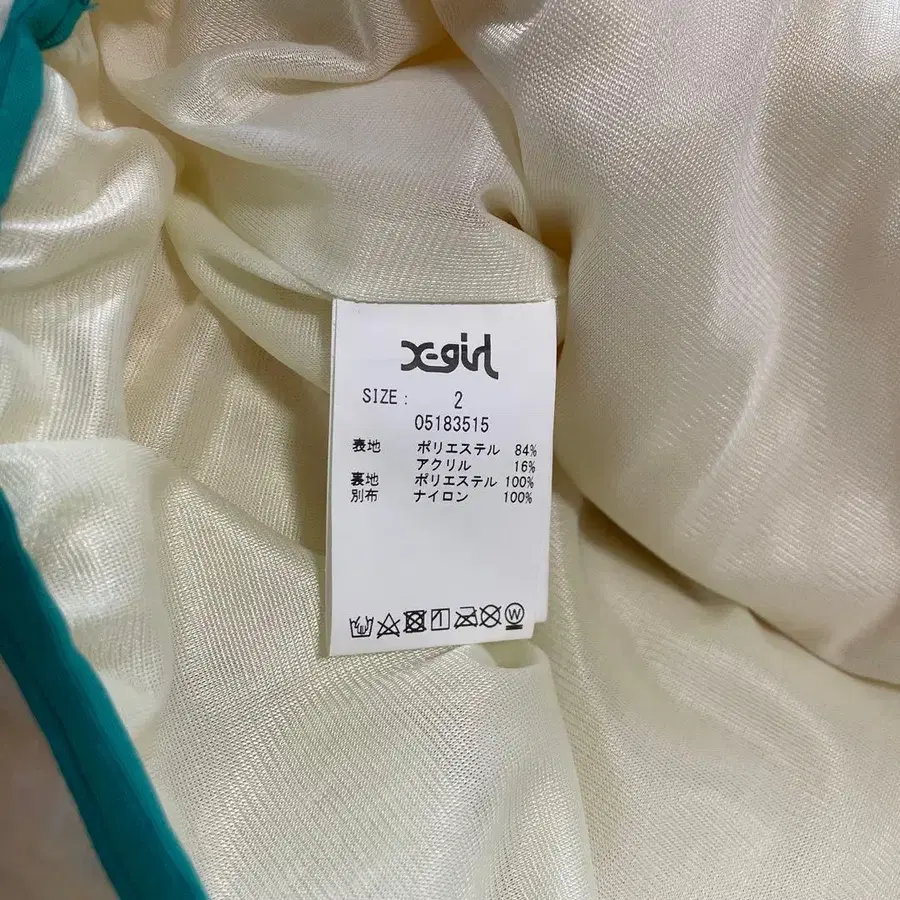 X-girl
SIZE: 2
05183515
表地 ポリエステル 84%
アクリル 16%
裏地 ポリエステル 100%
別布 ナイロン 100%
W